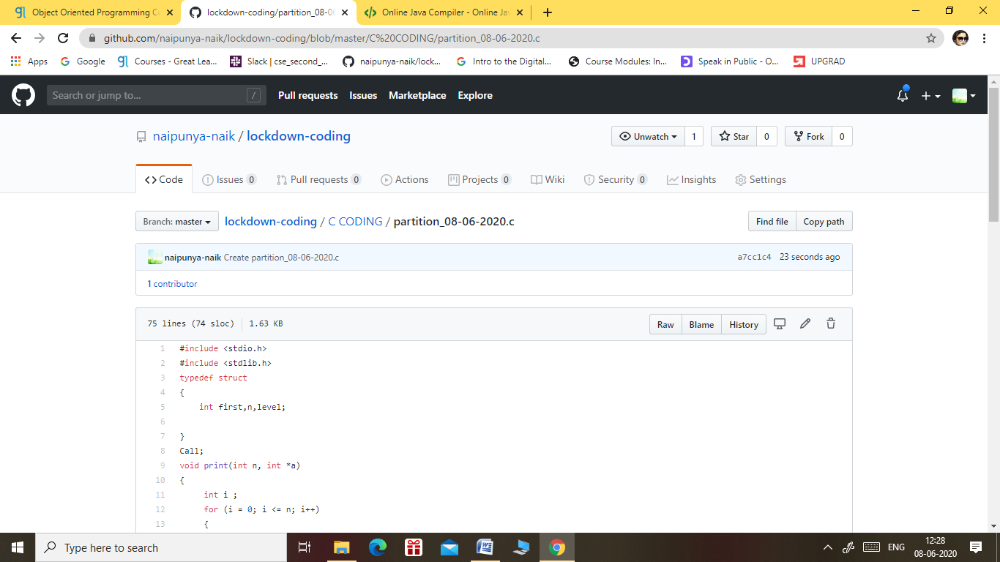 Object Oriented Programming C
lockdown-coding/partition_08-06
Online Java Compiler - Online Ja
github.com/naipunya-naik/lockdown-coding/blob/master/C%20CODING/partition_08-06-2020.c
Apps Google Courses - Great Lea... Slack | cse_second_... naipunya-naik/lock... Intro to the Digital... Course Modules: In... Speak in Public - O... UPGRAD
Search or jump to... / Pull requests Issues Marketplace Explore
naipunya-naik / lockdown-coding Unwatch 1 Star 0 Fork 0
Code Issues 0 Pull requests 0 Actions Projects 0 Wiki Security 0 Insights Settings
Branch: master lockdown-coding / C CODING / partition_08-06-2020.c Find file Copy path
naipunya-naik Create partition_08-06-2020.c a7cc1c4 23 seconds ago
1 contributor
75 lines (74 sloc) 1.63 KB Raw Blame History
1 #include <stdio.h>
2 #include <stdlib.h>
3 typedef struct
4 {
5 int first,n,level;
6
7 }
8 Call;
9 void print(int n, int *a)
10 {
11 int i ;
12 for (i = 0; i <= n; i++)
13 {
Type here to search ENG 12:28
08-06-2020